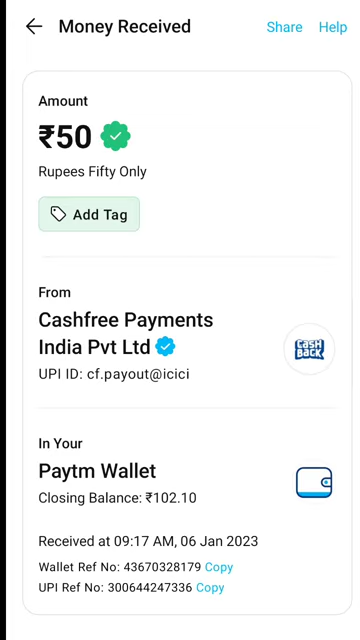 Money Received Share Help
Amount
₹50
Rupees Fifty Only
Add Tag
From
Cashfree Payments
India Pvt Ltd
CASH
BACK
UPI ID: cf.payout@icici
In Your
Paytm Wallet
Closing Balance: ₹102.10
Received at 09:17 AM, 06 Jan 2023
Wallet Ref No: 43670328179 Copy
UPI Ref No: 300644247336 Copy